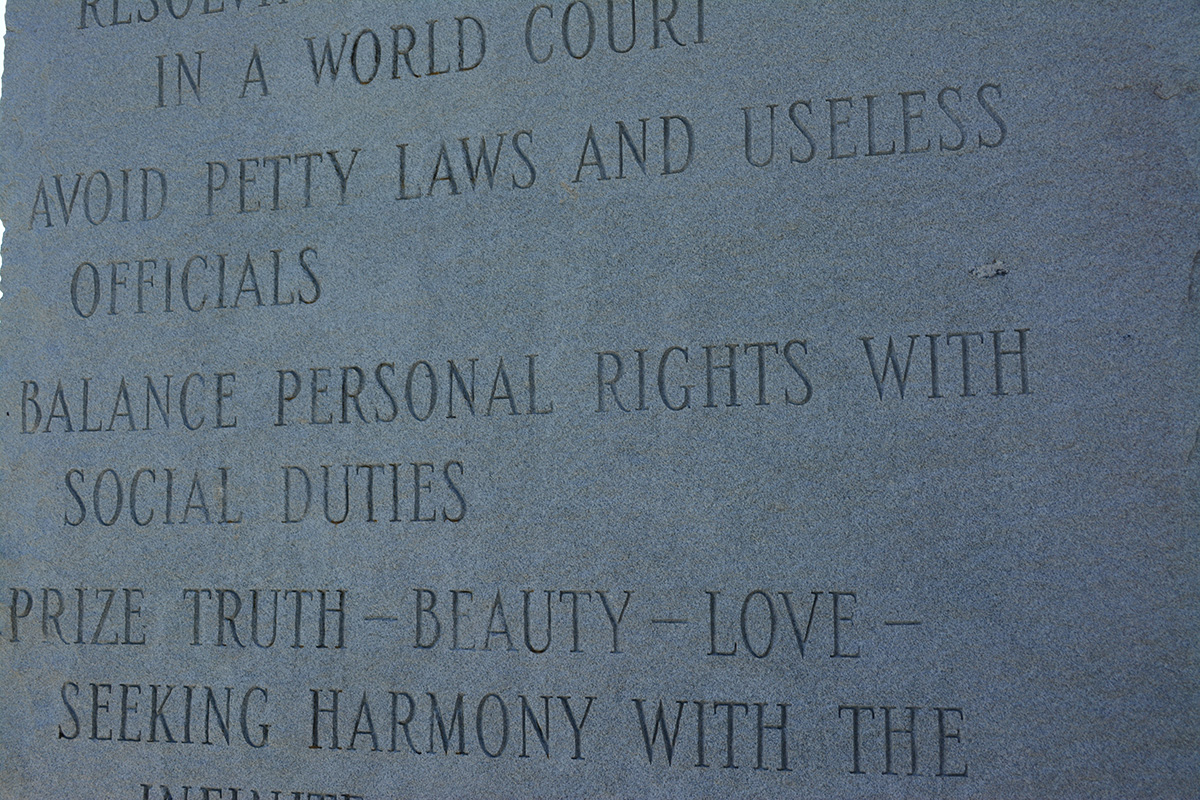 IN A WORLD COURT
AVOID PETTY LAWS AND USELESS
OFFICIALS
BALANCE PERSONAL RIGHTS WITH
SOCIAL DUTIES
PRIZE TRUTH — BEAUTY — LOVE —
SEEKING HARMONY WITH THE
INFINITE